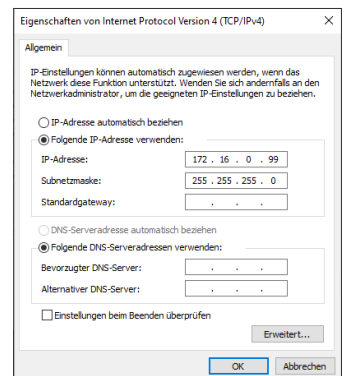 Eigenschaften von Internet Protocol Version 4 (TCP/IPv4)
Allgemein
IP-Einstellungen können automatisch zugewiesen werden, wenn das
Netzwerk diese Funktion unterstützt. Wenden Sie sich andernfalls an den
Netzwerkadministrator, um die geeigneten IP-Einstellungen zu beziehen.
IP-Adresse automatisch beziehen
Folgende IP-Adresse verwenden:
IP-Adresse: 172 . 16 . 0 . 99
Subnetzmaske: 255 . 255 . 255 . 0
Standardgateway: . . .
DNS-Serveradresse automatisch beziehen
Folgende DNS-Serveradressen verwenden:
Bevorzugter DNS-Server: . . .
Alternativer DNS-Server: . . .
Einstellungen beim Beenden überprüfen
Erweitert...
OK Abbrechen